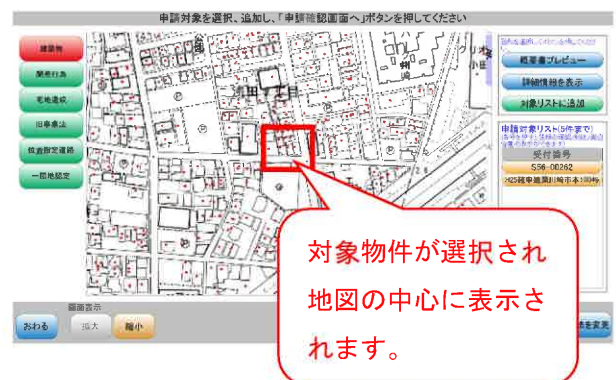 申請対象を選択、追加し、「申請確認画面へ」ボタンを押してください
建築物
開発行為
宅地造成
旧事業法
位置指定道路
一団地認定
概要書プレビュー
詳細情報を表示
対象リストに追加
申請対象リスト(5件まで)
受付番号
S56-00262
対象物件が選択され
地図の中心に表示さ
れます。
画面表示
おわる
拡大
縮小
を変更